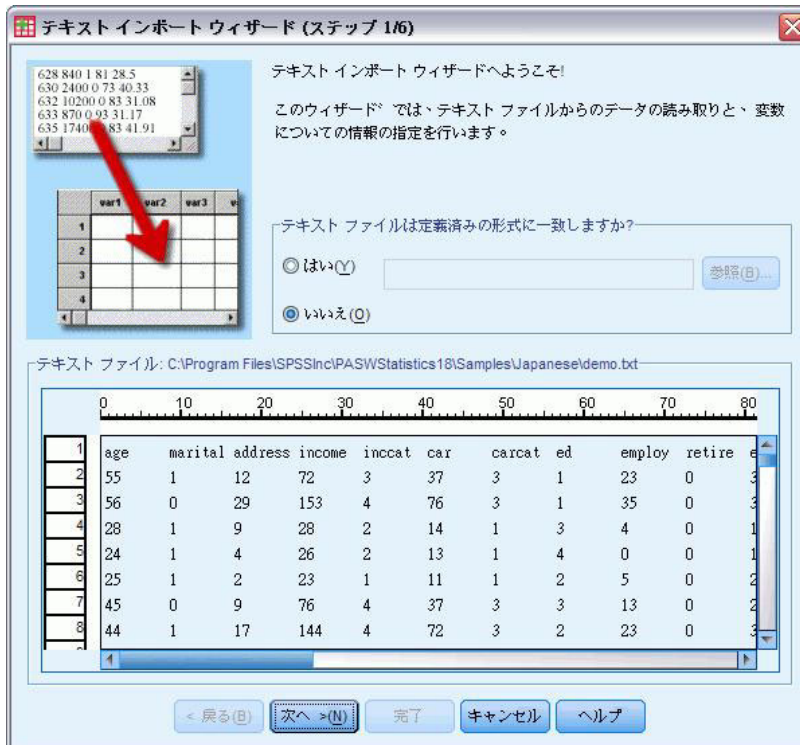 テキスト インポート ウィザード (ステップ 1/6)
628 840 1 81 28.5
630 2400 0 73 40.33
632 10200 0 83 31.08
633 870 0 93 31.17
635 1740 83 41.91
var1 var2 var3
1
2
3
4
テキスト インポート ウィザードへようこそ!
このウィザード゛では、テキスト ファイルからのデータの読み取りと、変数
についての情報の指定を行います。
テキスト ファイルは定義済みの形式に一致しますか?
はい(Y)
参照(B)...
いいえ(O)
テキスト ファイル: C:\Program Files\SPSSInc\PASWStatistics18\Samples\Japanese\demo.txt
0 10 20 30 40 50 60 70 80
1 age marital address income inccat car carcat ed employ retire e
2 55 1 12 72 3 37 3 1 23 0 3
3 56 0 29 153 4 76 3 1 35 0 3
4 28 1 9 28 2 14 1 3 4 0 1
5 24 1 4 26 2 13 1 4 0 0 1
6 25 1 2 23 1 11 1 2 5 0 2
7 45 0 9 76 4 37 3 3 13 0 2
8 44 1 17 144 4 72 3 2 23 0 3
< 戻る(B) 次へ >(N) 完了 キャンセル ヘルプ